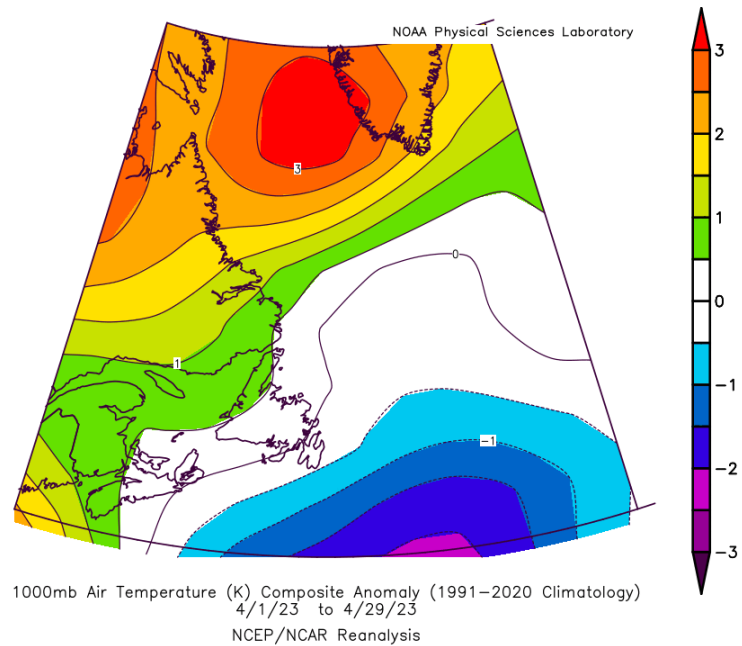 NOAA Physical Sciences Laboratory
3
0
1
−1
3
2
1
0
−1
−2
−3
1000mb Air Temperature (K) Composite Anomaly (1991−2020 Climatology)
4/1/23 to 4/29/23
NCEP/NCAR Reanalysis